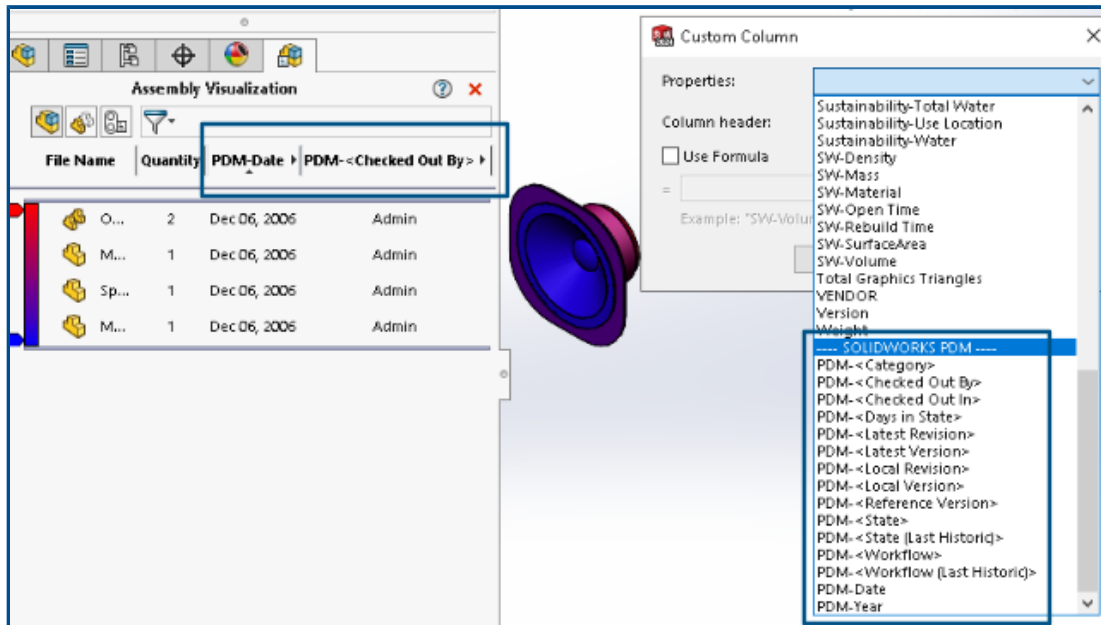 Assembly Visualization
File Name Quantity PDM-Date PDM-<Checked Out By>
O... 2 Dec 06, 2006 Admin
M... 1 Dec 06, 2006 Admin
Sp... 1 Dec 06, 2006 Admin
M... 1 Dec 06, 2006 Admin
Custom Column
Properties:
Column header:
Use Formula
=
Example: "SW-Volu
Sustainability-Total Water
Sustainability-Use Location
Sustainability-Water
SW-Density
SW-Mass
SW-Material
SW-Open Time
SW-Rebuild Time
SW-SurfaceArea
SW-Volume
Total Graphics Triangles
VENDOR
Version
Weight
---- SOLIDWORKS PDM ----
PDM-<Category>
PDM-<Checked Out By>
PDM-<Checked Out In>
PDM-<Days in State>
PDM-<Latest Revision>
PDM-<Latest Version>
PDM-<Local Revision>
PDM-<Local Version>
PDM-<Reference Version>
PDM-<State>
PDM-<State (Last Historic)>
PDM-<Workflow>
PDM-<Workflow (Last Historic)>
PDM-Date
PDM-Year